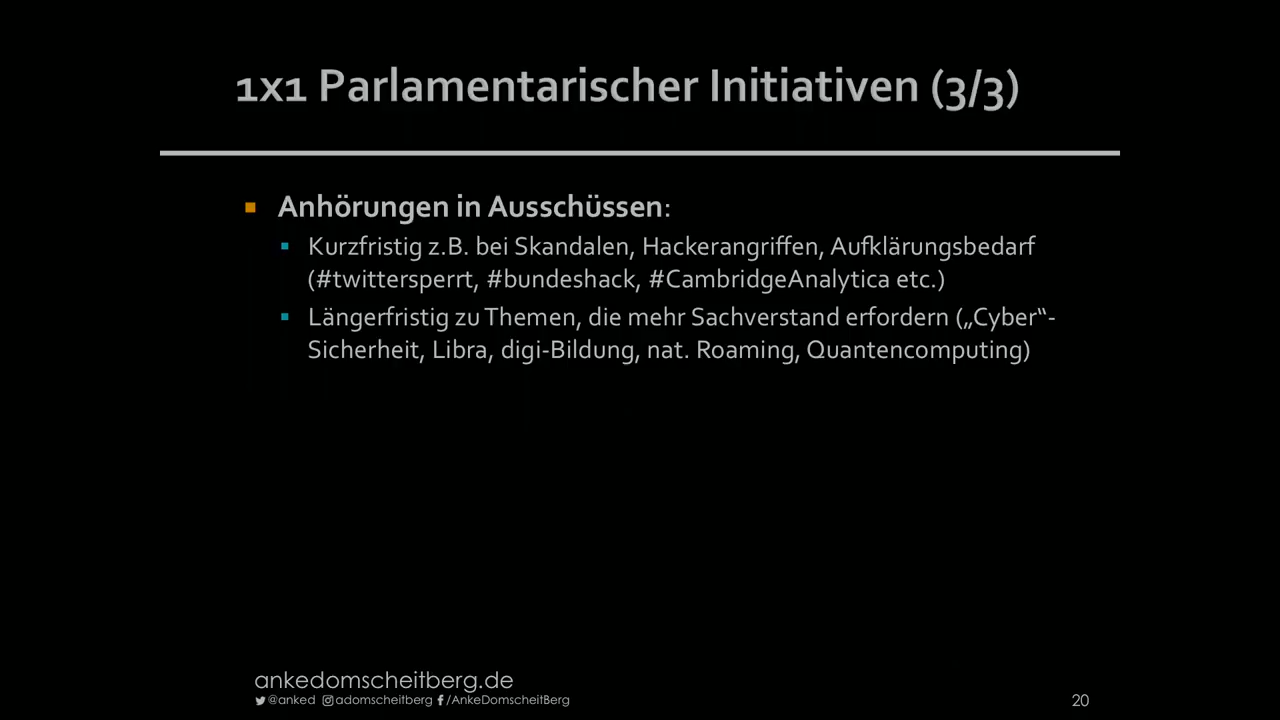 1x1 Parlamentarischer Initiativen (3/3)
Anhörungen in Ausschüssen:
Kurzfristig z.B. bei Skandalen, Hackerangriffen, Aufklärungsbedarf
(#twittersperrt, #bundeshack, #CambridgeAnalytica etc.)
Längerfristig zu Themen, die mehr Sachverstand erfordern („Cyber“-
Sicherheit, Libra, digi-Bildung, nat. Roaming, Quantencomputing)
ankedomscheitberg.de
@anked adomscheitberg /AnkeDomscheitBerg
20